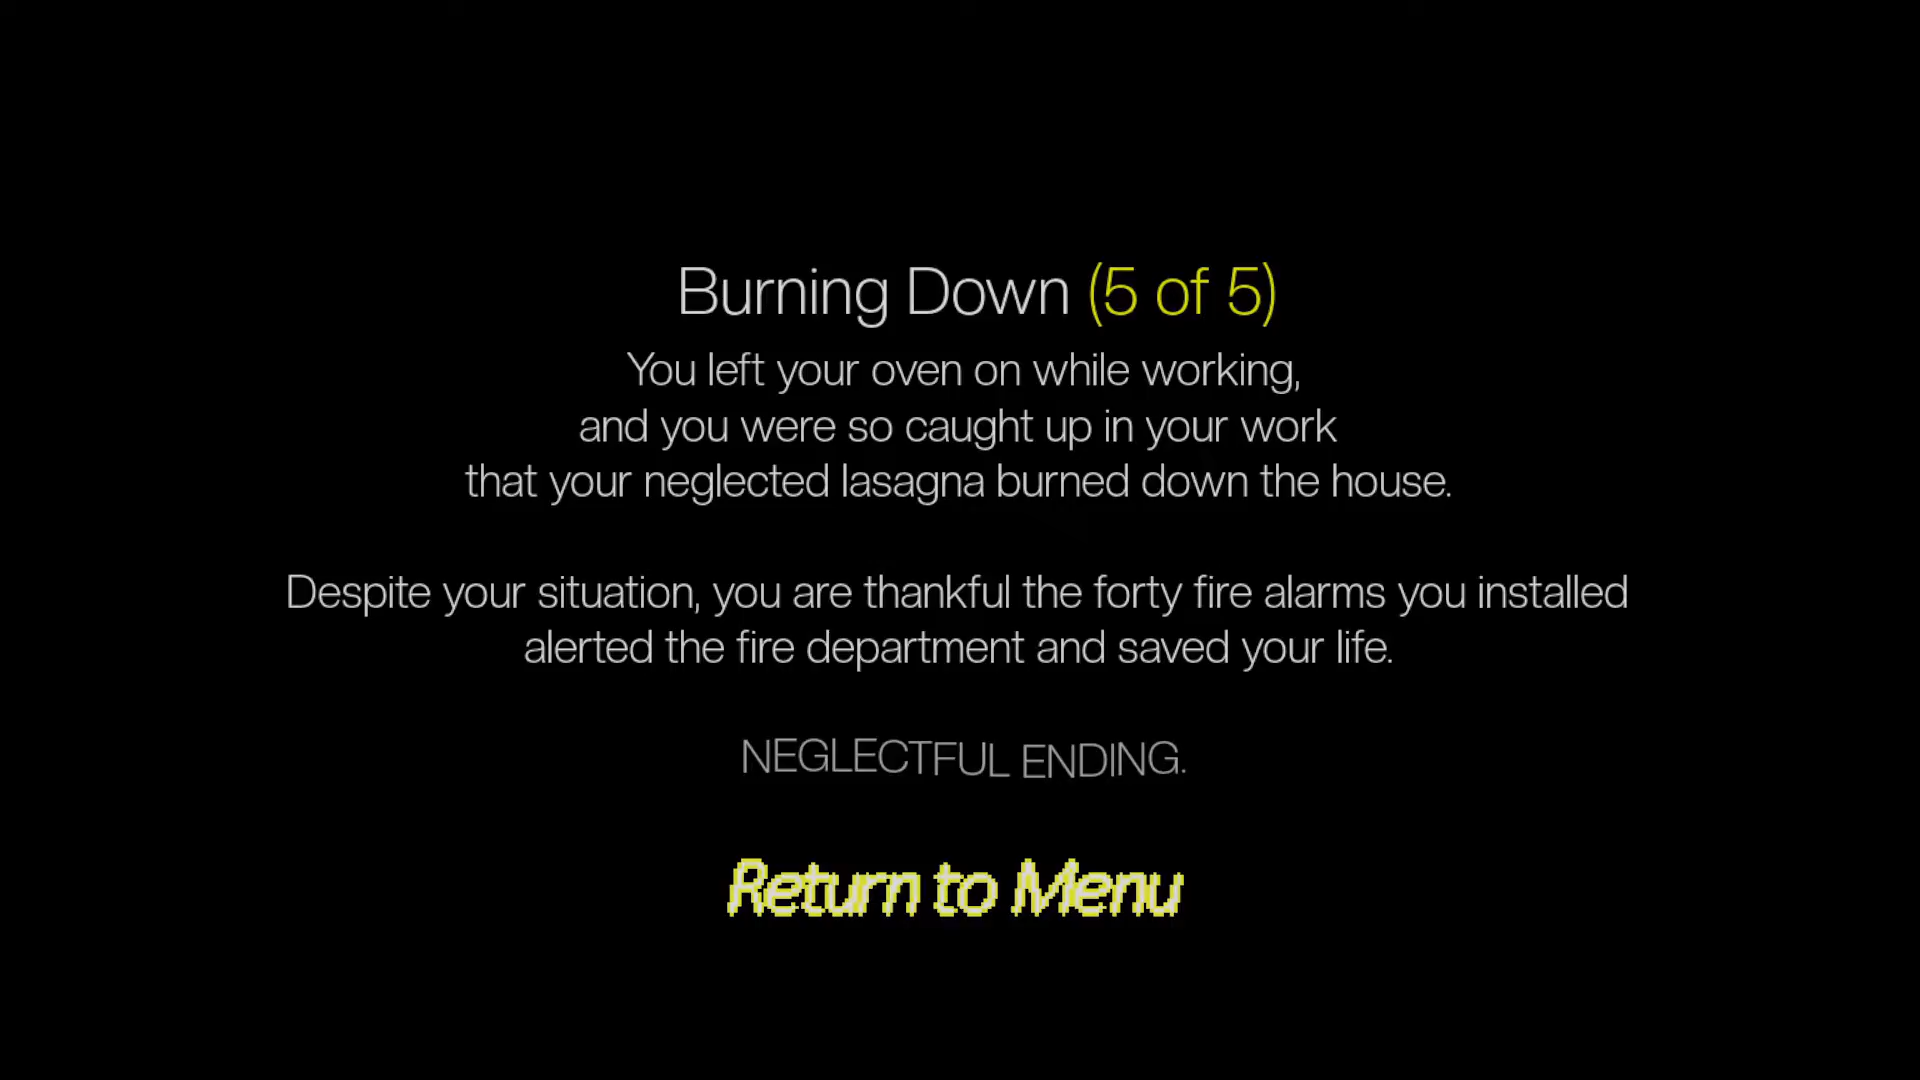 Burning Down (5 of 5)
You left your oven on while working,
and you were so caught up in your work
that your neglected lasagna burned down the house.
Despite your situation, you are thankful the forty fire alarms you installed
alerted the fire department and saved your life.
NEGLECTFUL ENDING.
Return to Menu